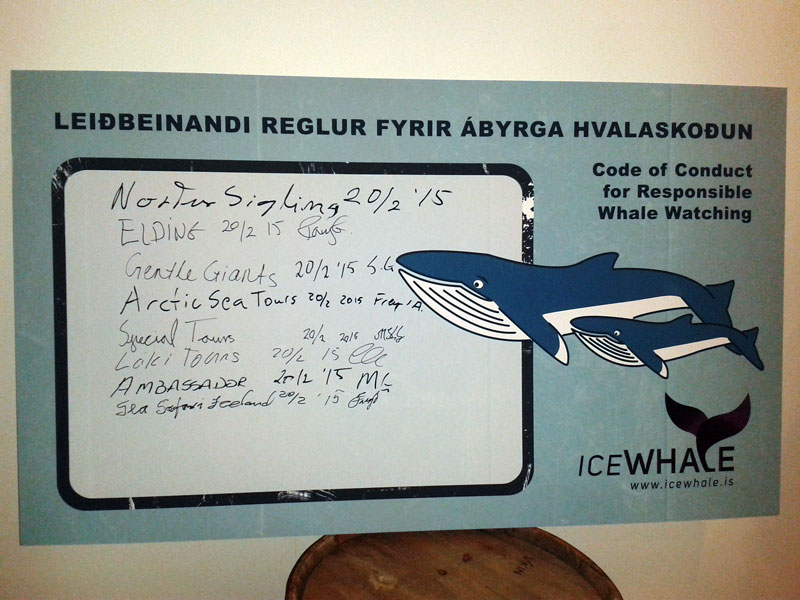 LEIÐBEINANDI REGLUR FYRIR ÁBYRGA HVALASKOÐUN
Code of Conduct
for Responsible
Whale Watching
Norður Sigling 20/2 '15
ELDING 20/2 15
Gentle Giants 20/2 '15 S.G
Arctic Sea Tours 20/2 2015
Special Tours 20/2 2015
Laki Tours 20/2 '15
AMBASSADOR 20/2 '15
Sea Safari Iceland 20/2 '15
ICEWHALE
www.icewhale.is